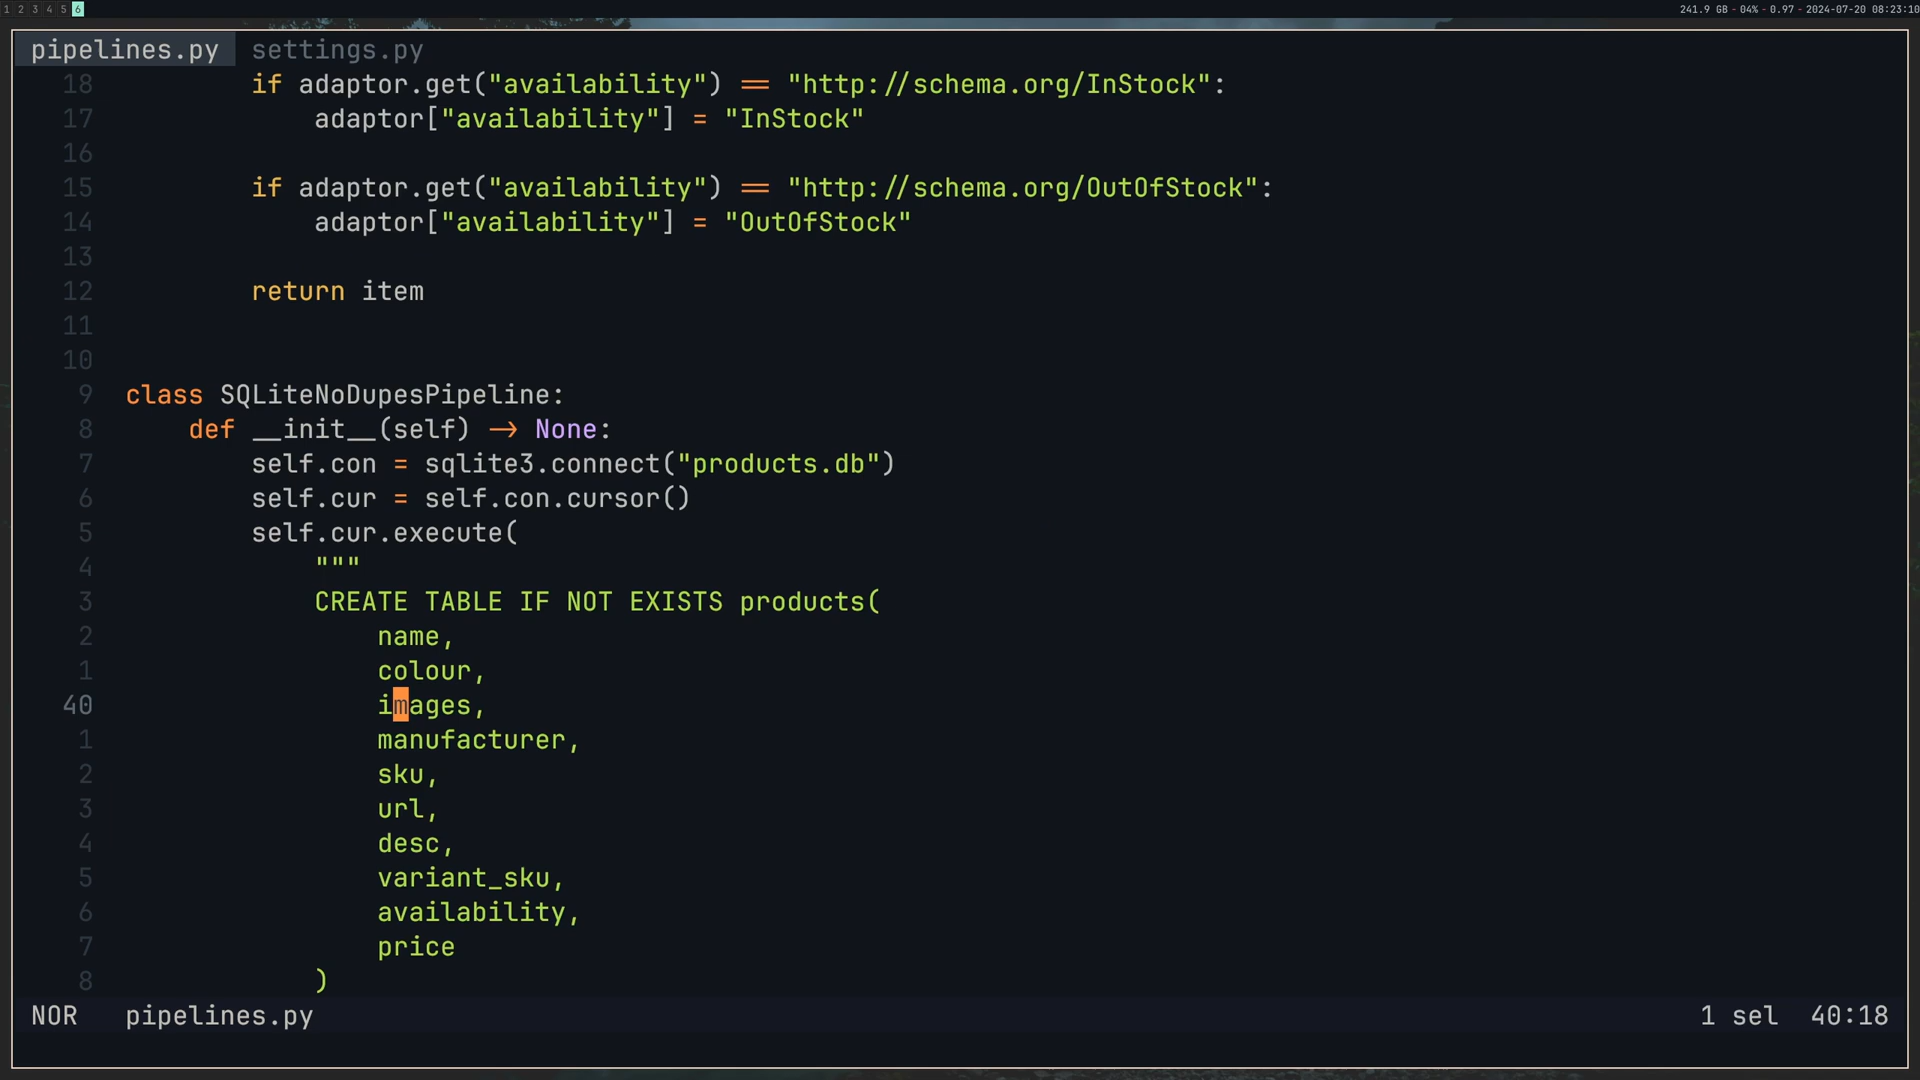 1 2 3 4 5 6 241.9 GB - 04% - 0.97 - 2024-07-20 08:23:10
pipelines.py settings.py
18 if adaptor.get("availability") == "http://schema.org/InStock":
17 adaptor["availability"] = "InStock"
16
15 if adaptor.get("availability") == "http://schema.org/OutOfStock":
14 adaptor["availability"] = "OutOfStock"
13
12 return item
11
10
9 class SQLiteNoDupesPipeline:
8 def __init__(self) -> None:
7 self.con = sqlite3.connect("products.db")
6 self.cur = self.con.cursor()
5 self.cur.execute(
4 """
3 CREATE TABLE IF NOT EXISTS products(
2 name,
1 colour,
40 images,
1 manufacturer,
2 sku,
3 url,
4 desc,
5 variant_sku,
6 availability,
7 price
8 )
NOR pipelines.py 1 sel 40:18